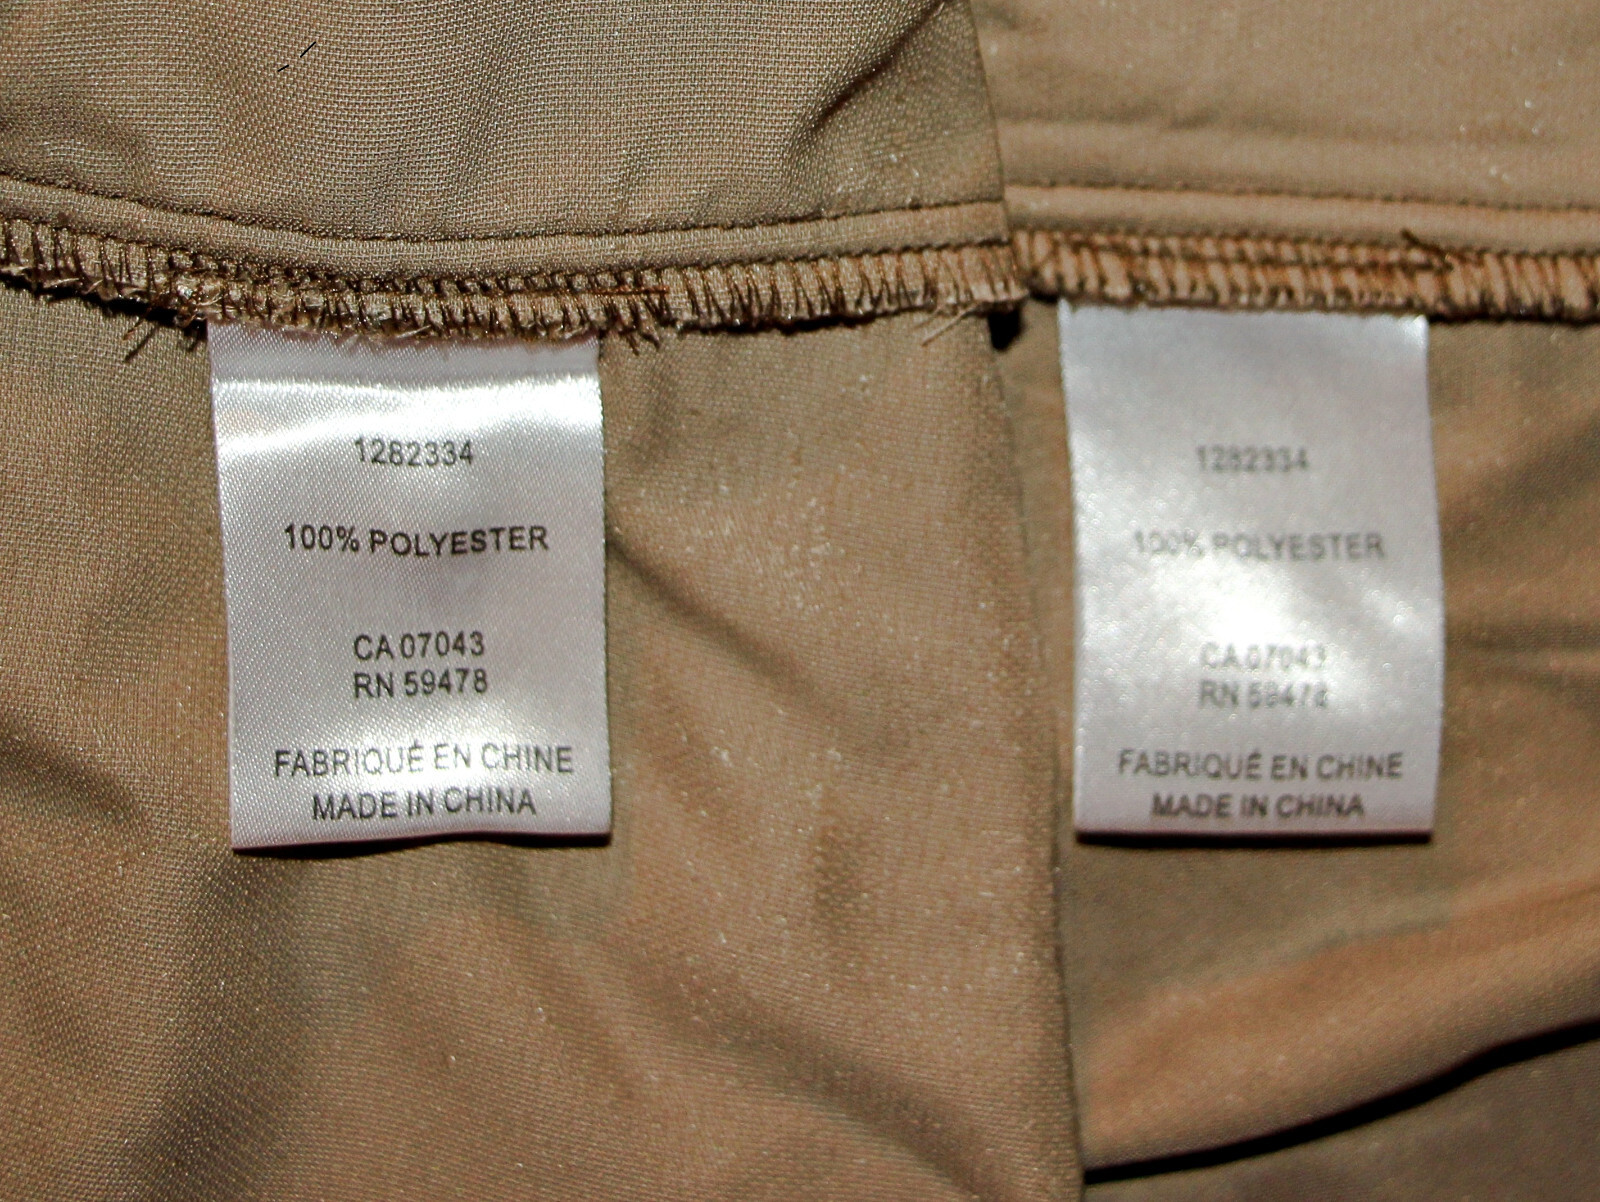 1282334
100% POLYESTER
CA 07043
RN 59478
FABRIQUÉ EN CHINE
MADE IN CHINA
1282334
100% POLYESTER
CA 07043
RN 59478
FABRIQUÉ EN CHINE
MADE IN CHINA